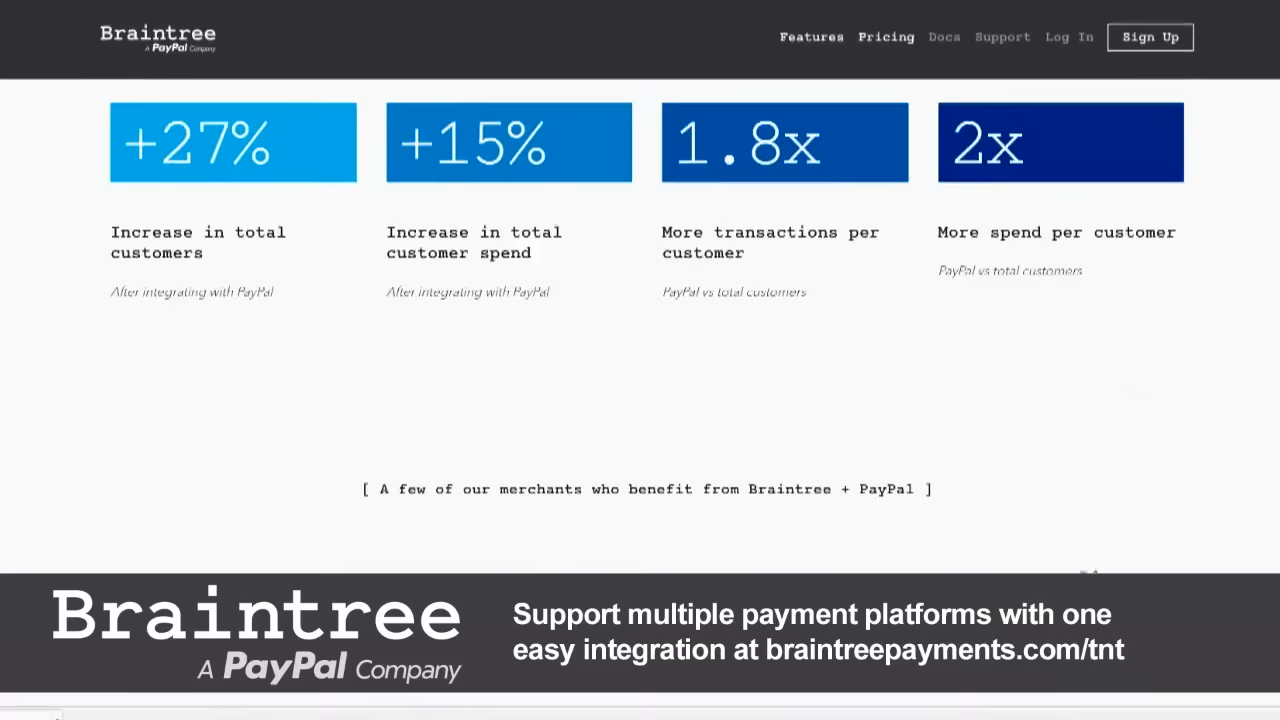 Braintree
A PayPal Company
Features Pricing Docs Support Log In Sign Up
+27%
Increase in total
customers
After integrating with PayPal
+15%
Increase in total
customer spend
After integrating with PayPal
1.8x
More transactions per
customer
PayPal vs total customers
2x
More spend per customer
PayPal vs total customers
[ A few of our merchants who benefit from Braintree + PayPal ]
Braintree
A PayPal Company
Support multiple payment platforms with one
easy integration at braintreepayments.com/tnt